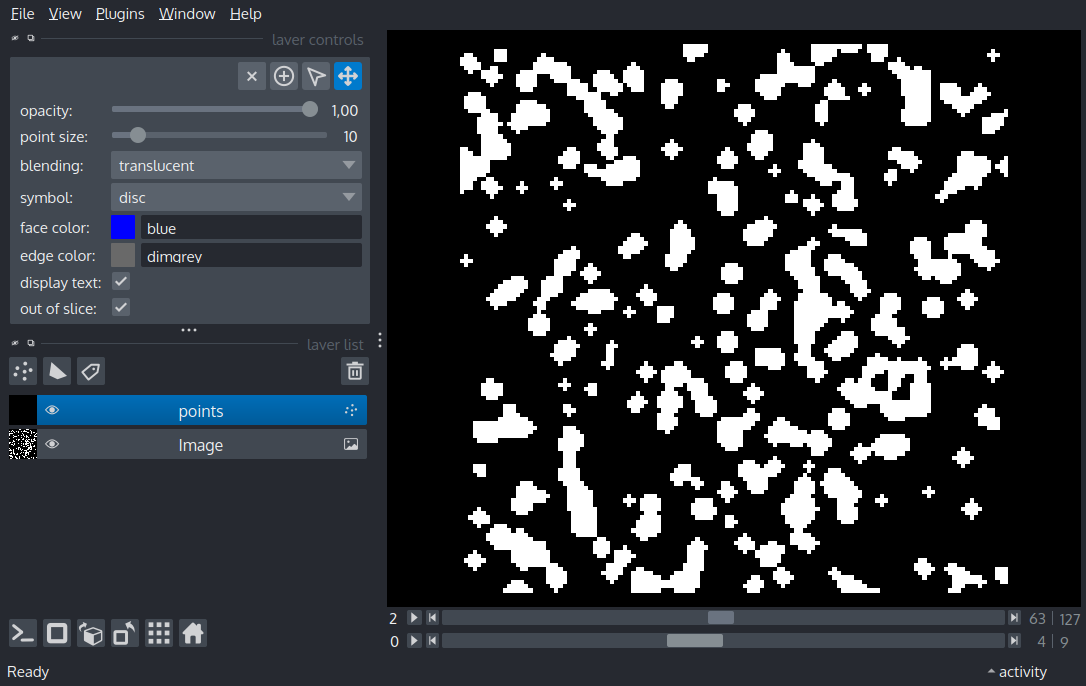 File View Plugins Window Help
layer controls
opacity: 1,00
point size: 10
blending: translucent
symbol: disc
face color: blue
edge color: dimgrey
display text:
out of slice:
layer list
points
Image
2 63 | 127
0 4 | 9
Ready activity